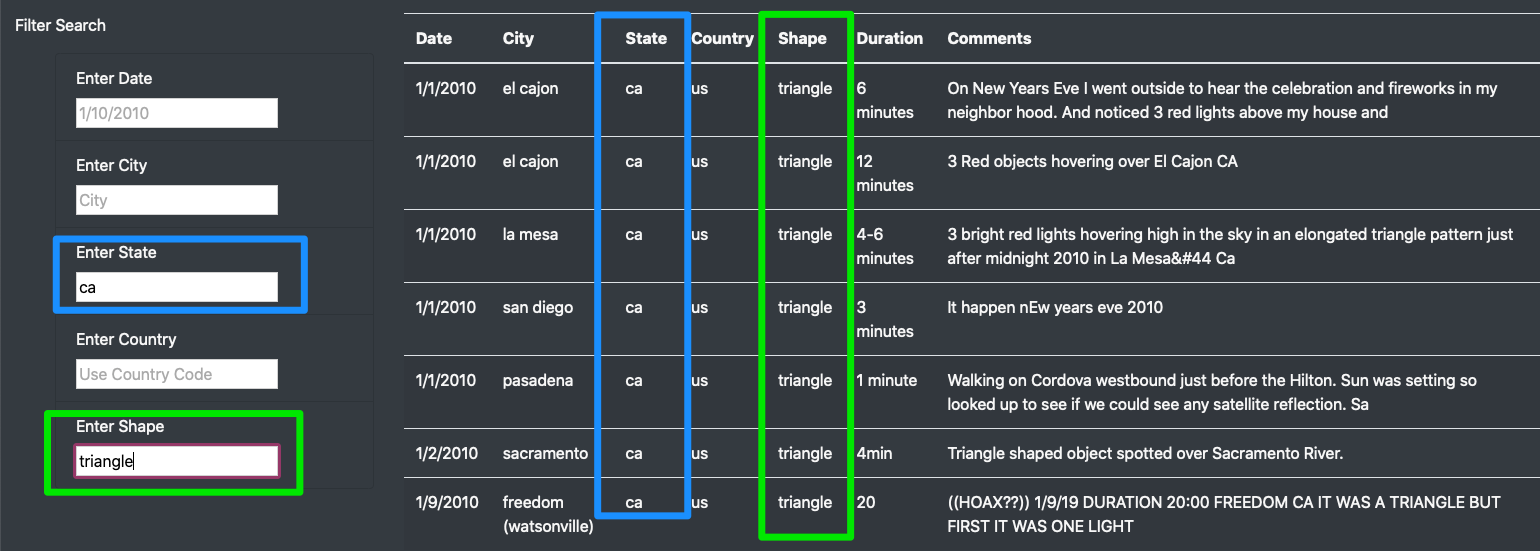 Filter Search
Enter Date
1/10/2010
Enter City
City
Enter State
ca
Enter Country
Use Country Code
Enter Shape
triangle
Date City State Country Shape Duration Comments
1/1/2010 el cajon ca us triangle 6 On New Years Eve I went outside to hear the celebration and fireworks in my
minutes neighbor hood. And noticed 3 red lights above my house and
1/1/2010 el cajon ca us triangle 12 3 Red objects hovering over El Cajon CA
minutes
1/1/2010 la mesa ca us triangle 4-6 3 bright red lights hovering high in the sky in an elongated triangle pattern just
minutes after midnight 2010 in La Mesa&#44 Ca
1/1/2010 san diego ca us triangle 3 It happen nEw years eve 2010
minutes
1/1/2010 pasadena ca us triangle 1 minute Walking on Cordova westbound just before the Hilton. Sun was setting so
looked up to see if we could see any satellite reflection. Sa
1/2/2010 sacramento ca us triangle 4min Triangle shaped object spotted over Sacramento River.
1/9/2010 freedom ca us triangle 20 ((HOAX??)) 1/9/19 DURATION 20:00 FREEDOM CA IT WAS A TRIANGLE BUT
(watsonville) FIRST IT WAS ONE LIGHT